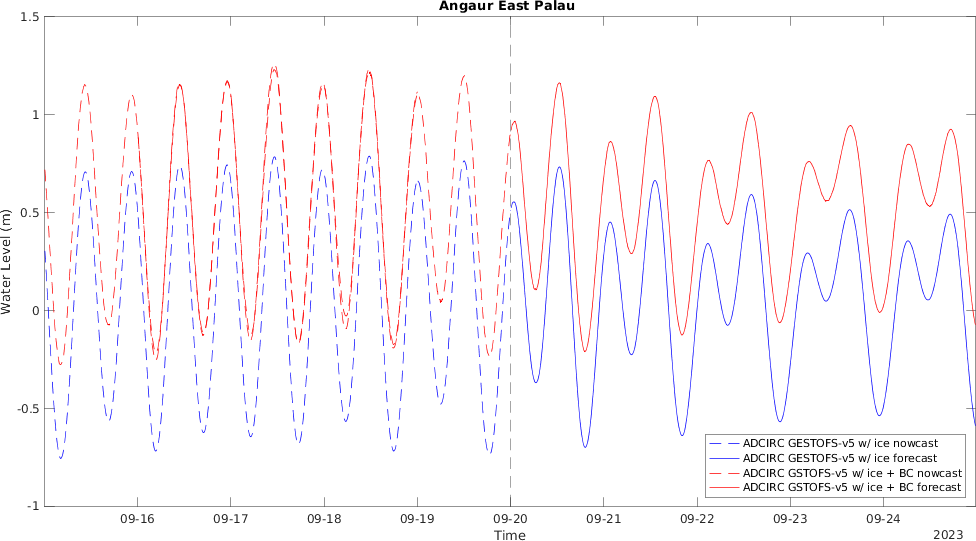 Angaur East Palau
1.5
1
0.5
0
-0.5
-1
Water Level (m)
09-16 09-17 09-18 09-19 09-20 09-21 09-22 09-23 09-24
Time
2023
ADCIRC GESTOFS-v5 w/ ice nowcast
ADCIRC GESTOFS-v5 w/ ice forecast
ADCIRC GSTOFS-v5 w/ ice + BC nowcast
ADCIRC GSTOFS-v5 w/ ice + BC forecast